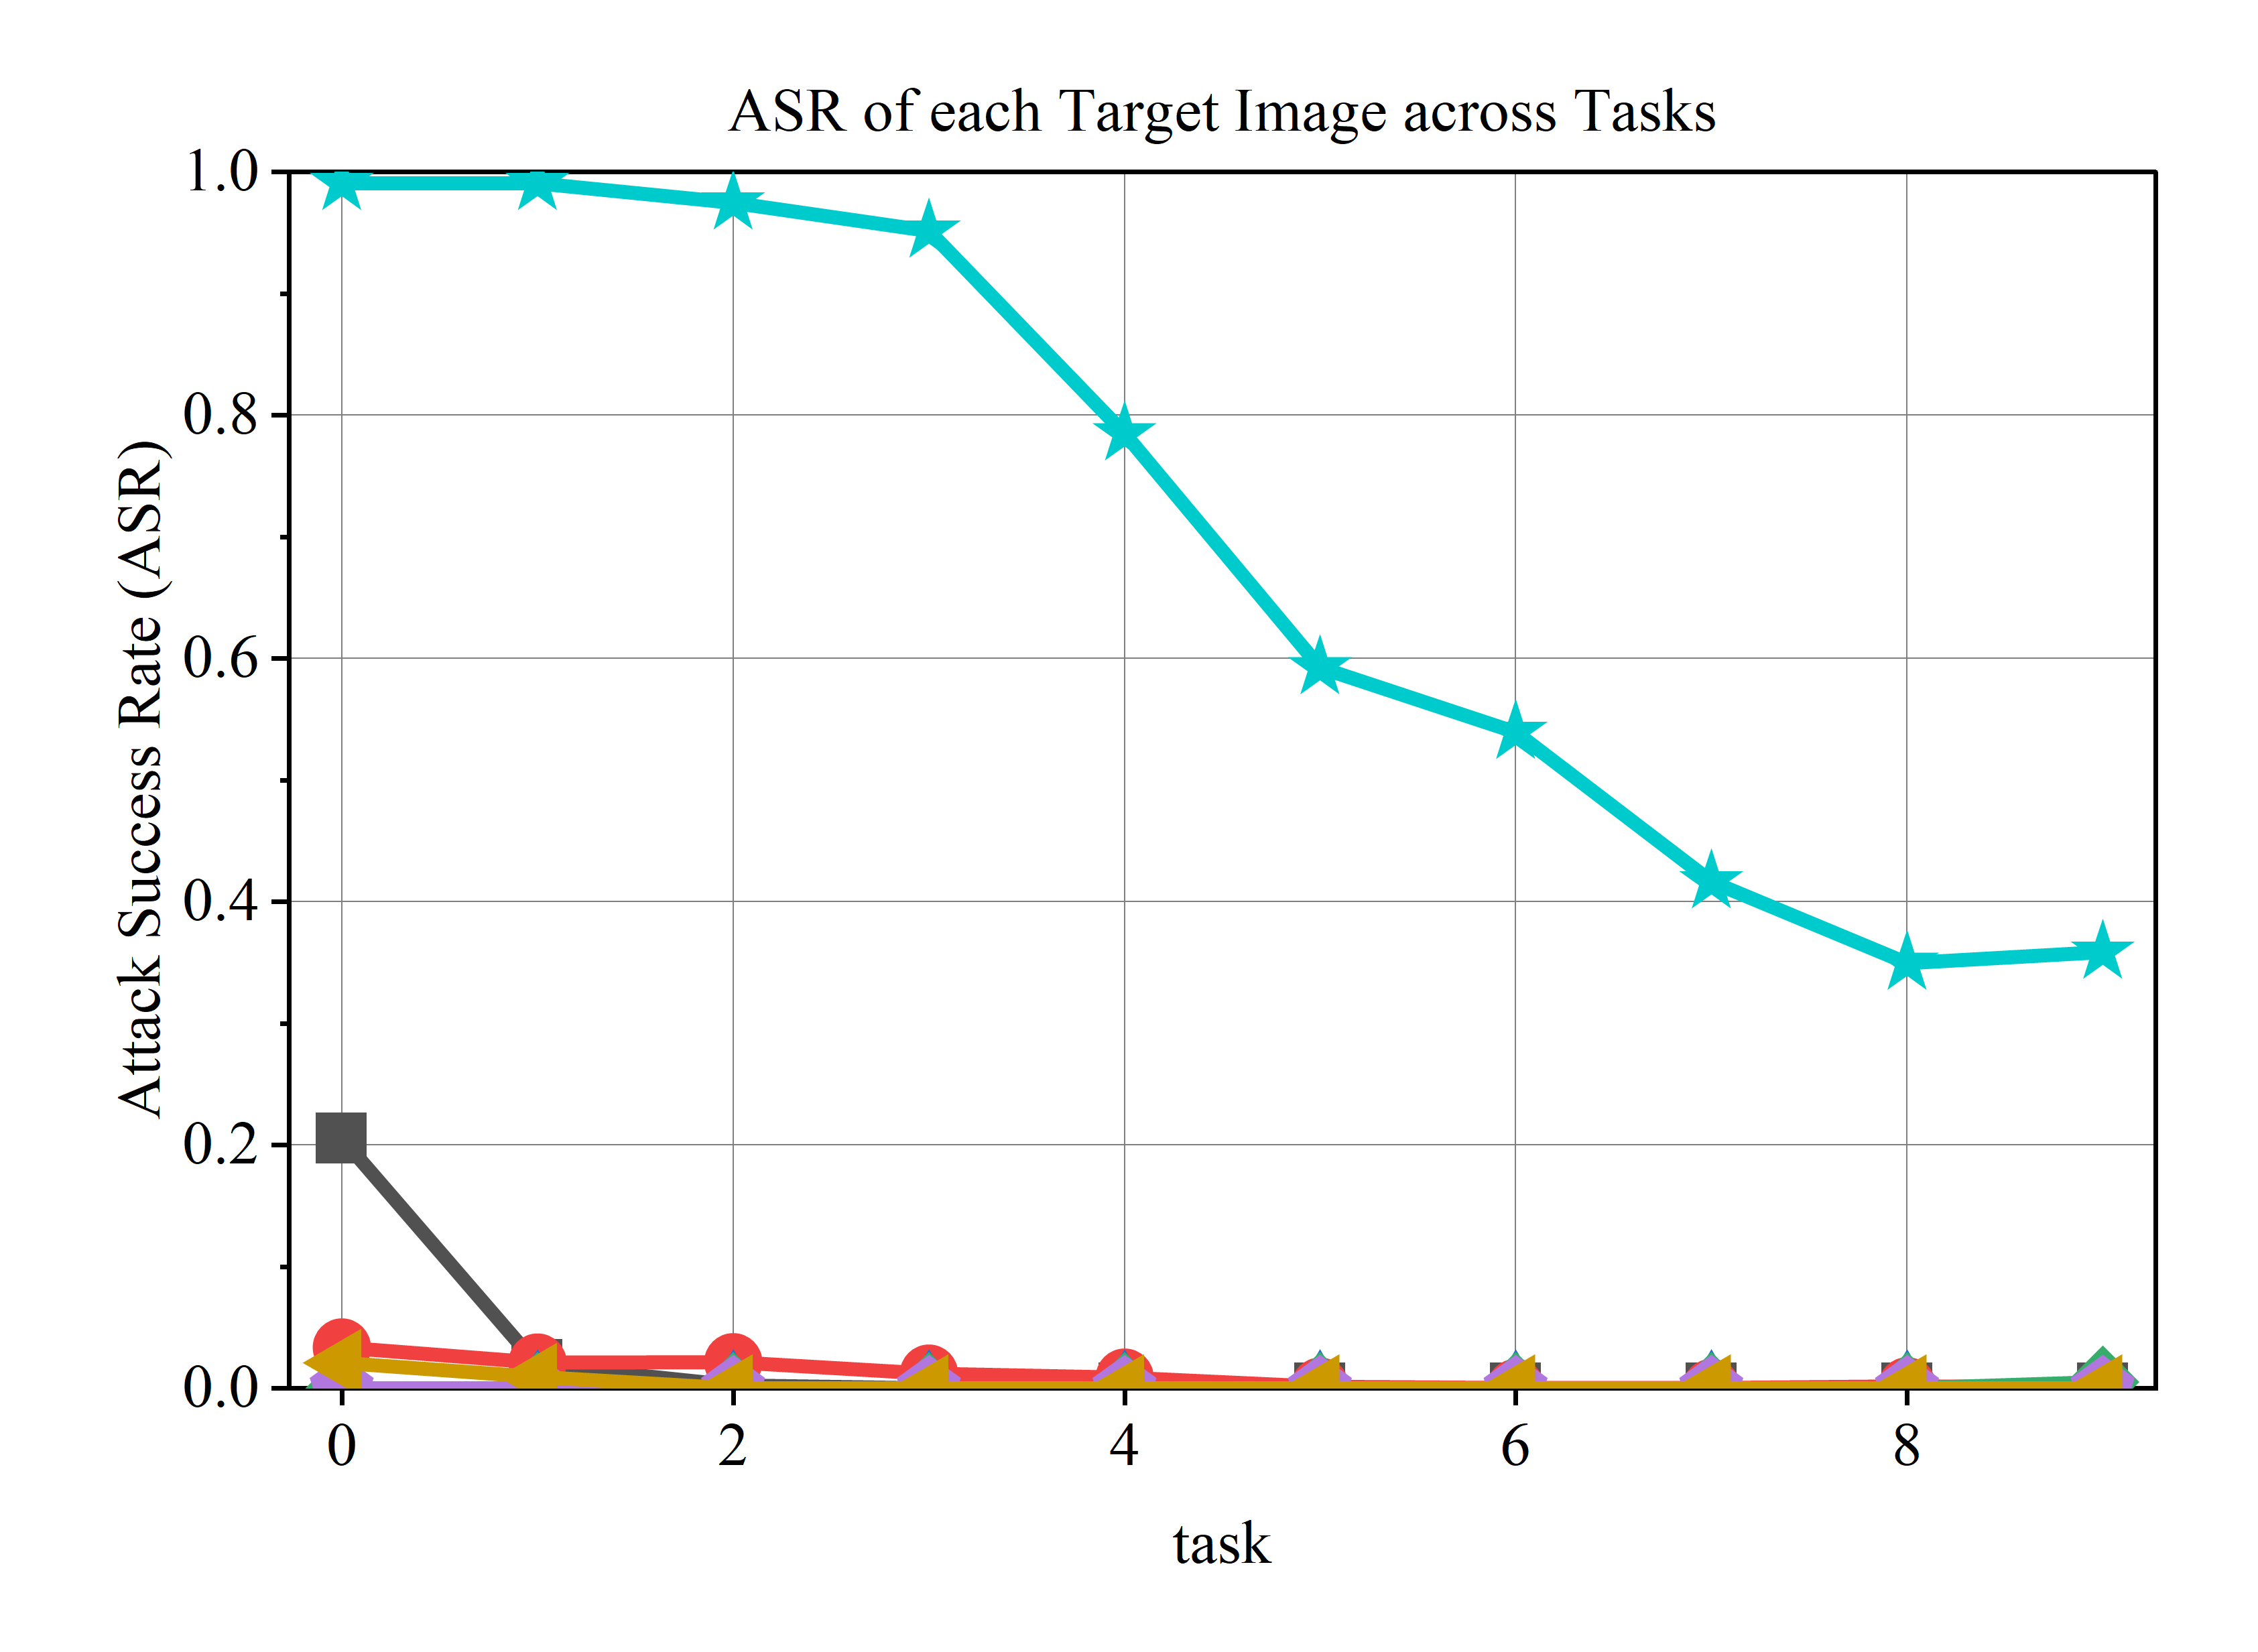 ASR of each Target Image across Tasks
1.0
0.8
0.6
0.4
0.2
0.0
Attack Success Rate (ASR)
0 2 4 6 8
task